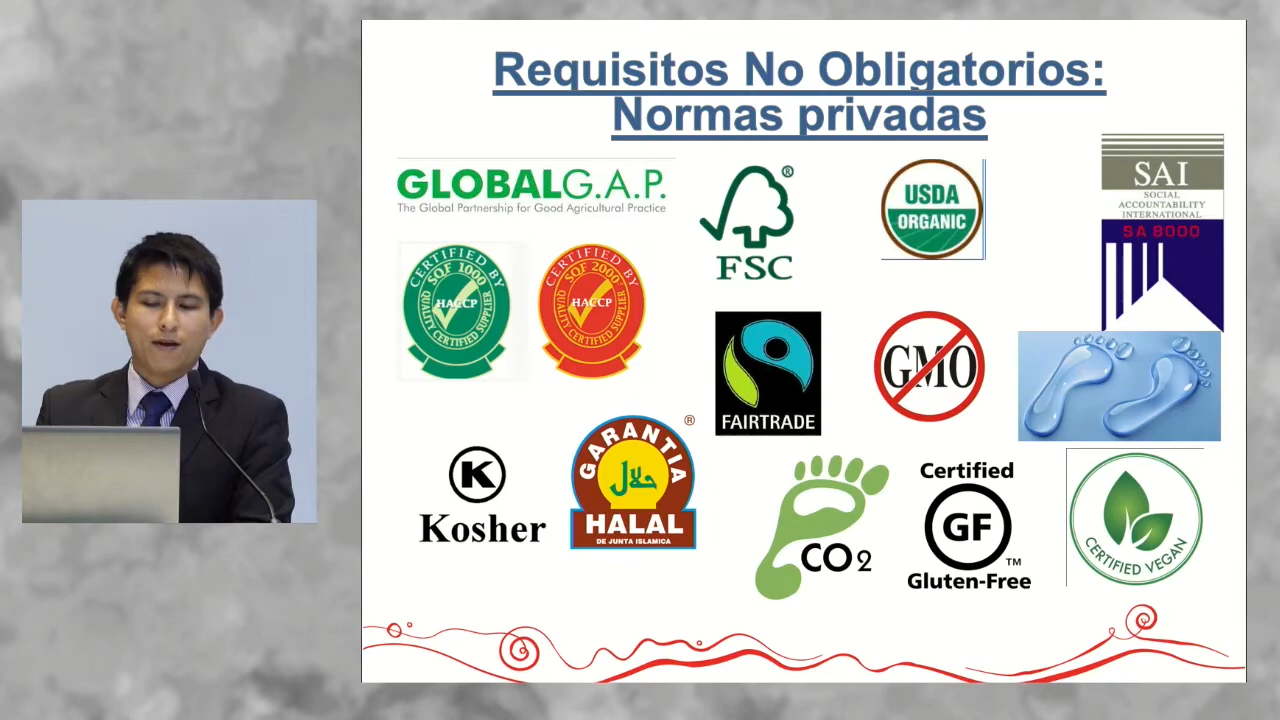 Requisitos No Obligatorios:
Normas privadas
GLOBALG.A.P.
The Global Partnership for Good Agricultural Practice
FSC
®
USDA
ORGANIC
SAI
SOCIAL
ACCOUNTABILITY
INTERNATIONAL
SA 8000
CERTIFIED BY
SQF 1000
HACCP
QUALITY CERTIFIED SUPPLIER
CERTIFIED BY
SQF 2000
HACCP
QUALITY CERTIFIED SUPPLIER
FAIRTRADE
GMO
K
Kosher
®
GARANTIA
حلال
HALAL
DE JUNTA ISLAMICA
CO2
Certified
GF
™
Gluten-Free
CERTIFIED VEGAN